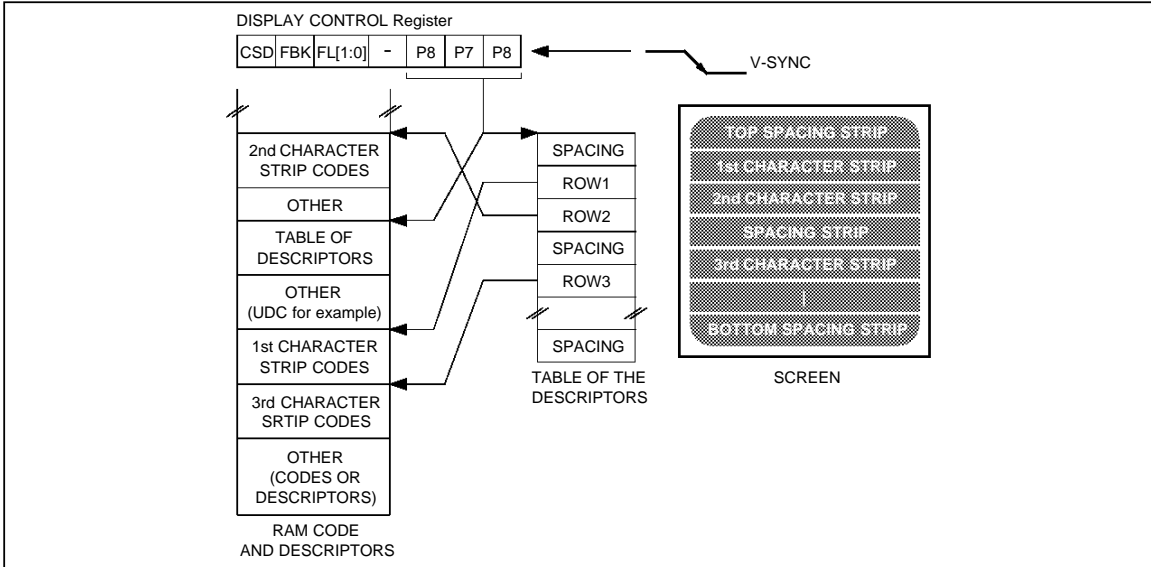 DISPLAY CONTROL Register
CSD FBK FL[1:0] - P8 P7 P8
V-SYNC
2nd CHARACTER
STRIP CODES
OTHER
TABLE OF
DESCRIPTORS
OTHER
(UDC for example)
1st CHARACTER
STRIP CODES
3rd CHARACTER
SRTIP CODES
OTHER
(CODES OR
DESCRIPTORS)
RAM CODE
AND DESCRIPTORS
SPACING
ROW1
ROW2
SPACING
ROW3
SPACING
TABLE OF THE
DESCRIPTORS
TOP SPACING STRIP
1st CHARACTER STRIP
2nd CHARACTER STRIP
SPACING STRIP
3rd CHARACTER STRIP
|
BOTTOM SPACING STRIP
SCREEN